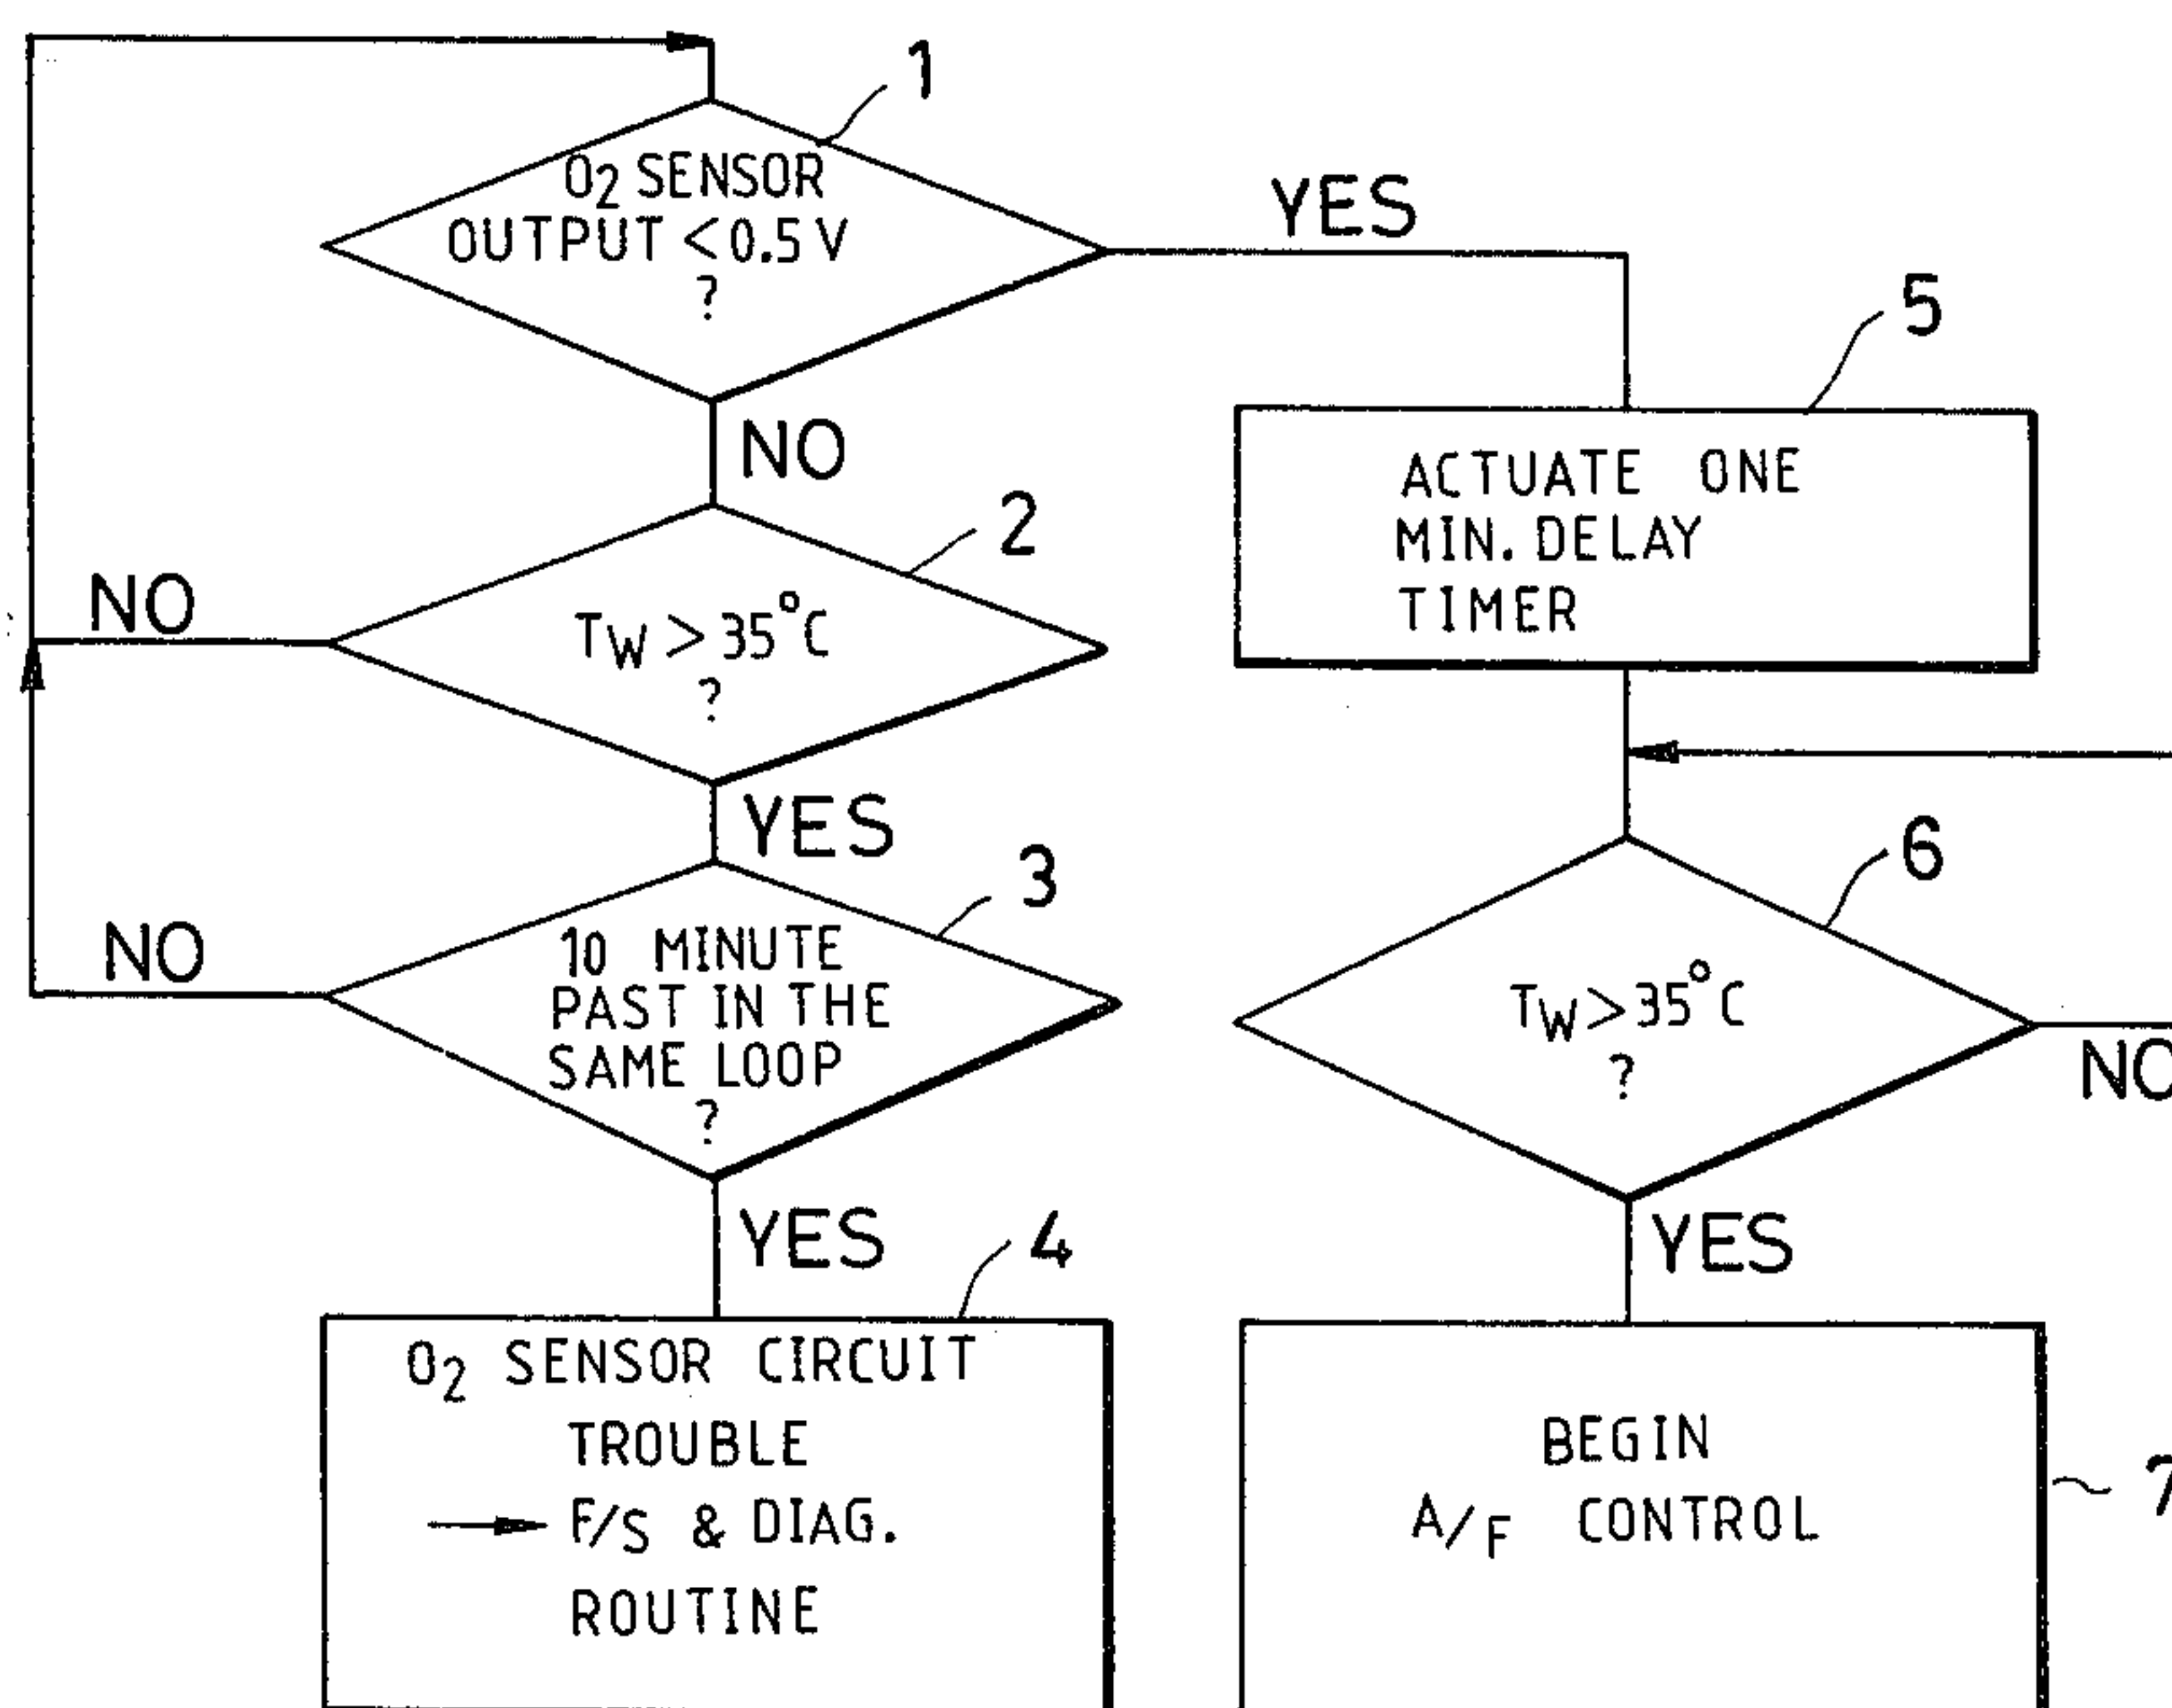 1
O2 SENSOR
OUTPUT < 0.5 V
?
YES
NO
2
TW > 35°C
?
NO
YES
3
10 MINUTE
PAST IN THE
SAME LOOP
?
NO
YES
4
O2 SENSOR CIRCUIT
TROUBLE
→ F/S & DIAG.
ROUTINE
5
ACTUATE ONE
MIN. DELAY
TIMER
6
TW > 35°C
?
NO
YES
BEGIN
A/F CONTROL
7